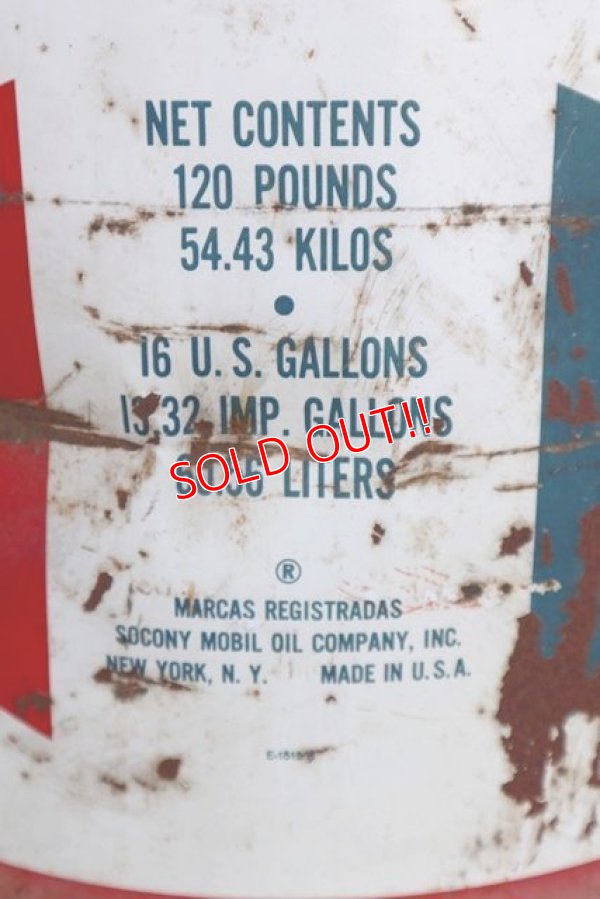 NET CONTENTS
120 POUNDS
54.43 KILOS
•
16 U. S. GALLONS
13.32 IMP. GALLONS
SOLD OUT!!
LITERS
®
MARCAS REGISTRADAS
SOCONY MOBIL OIL COMPANY, INC.
NEW YORK, N. Y. MADE IN U.S.A.